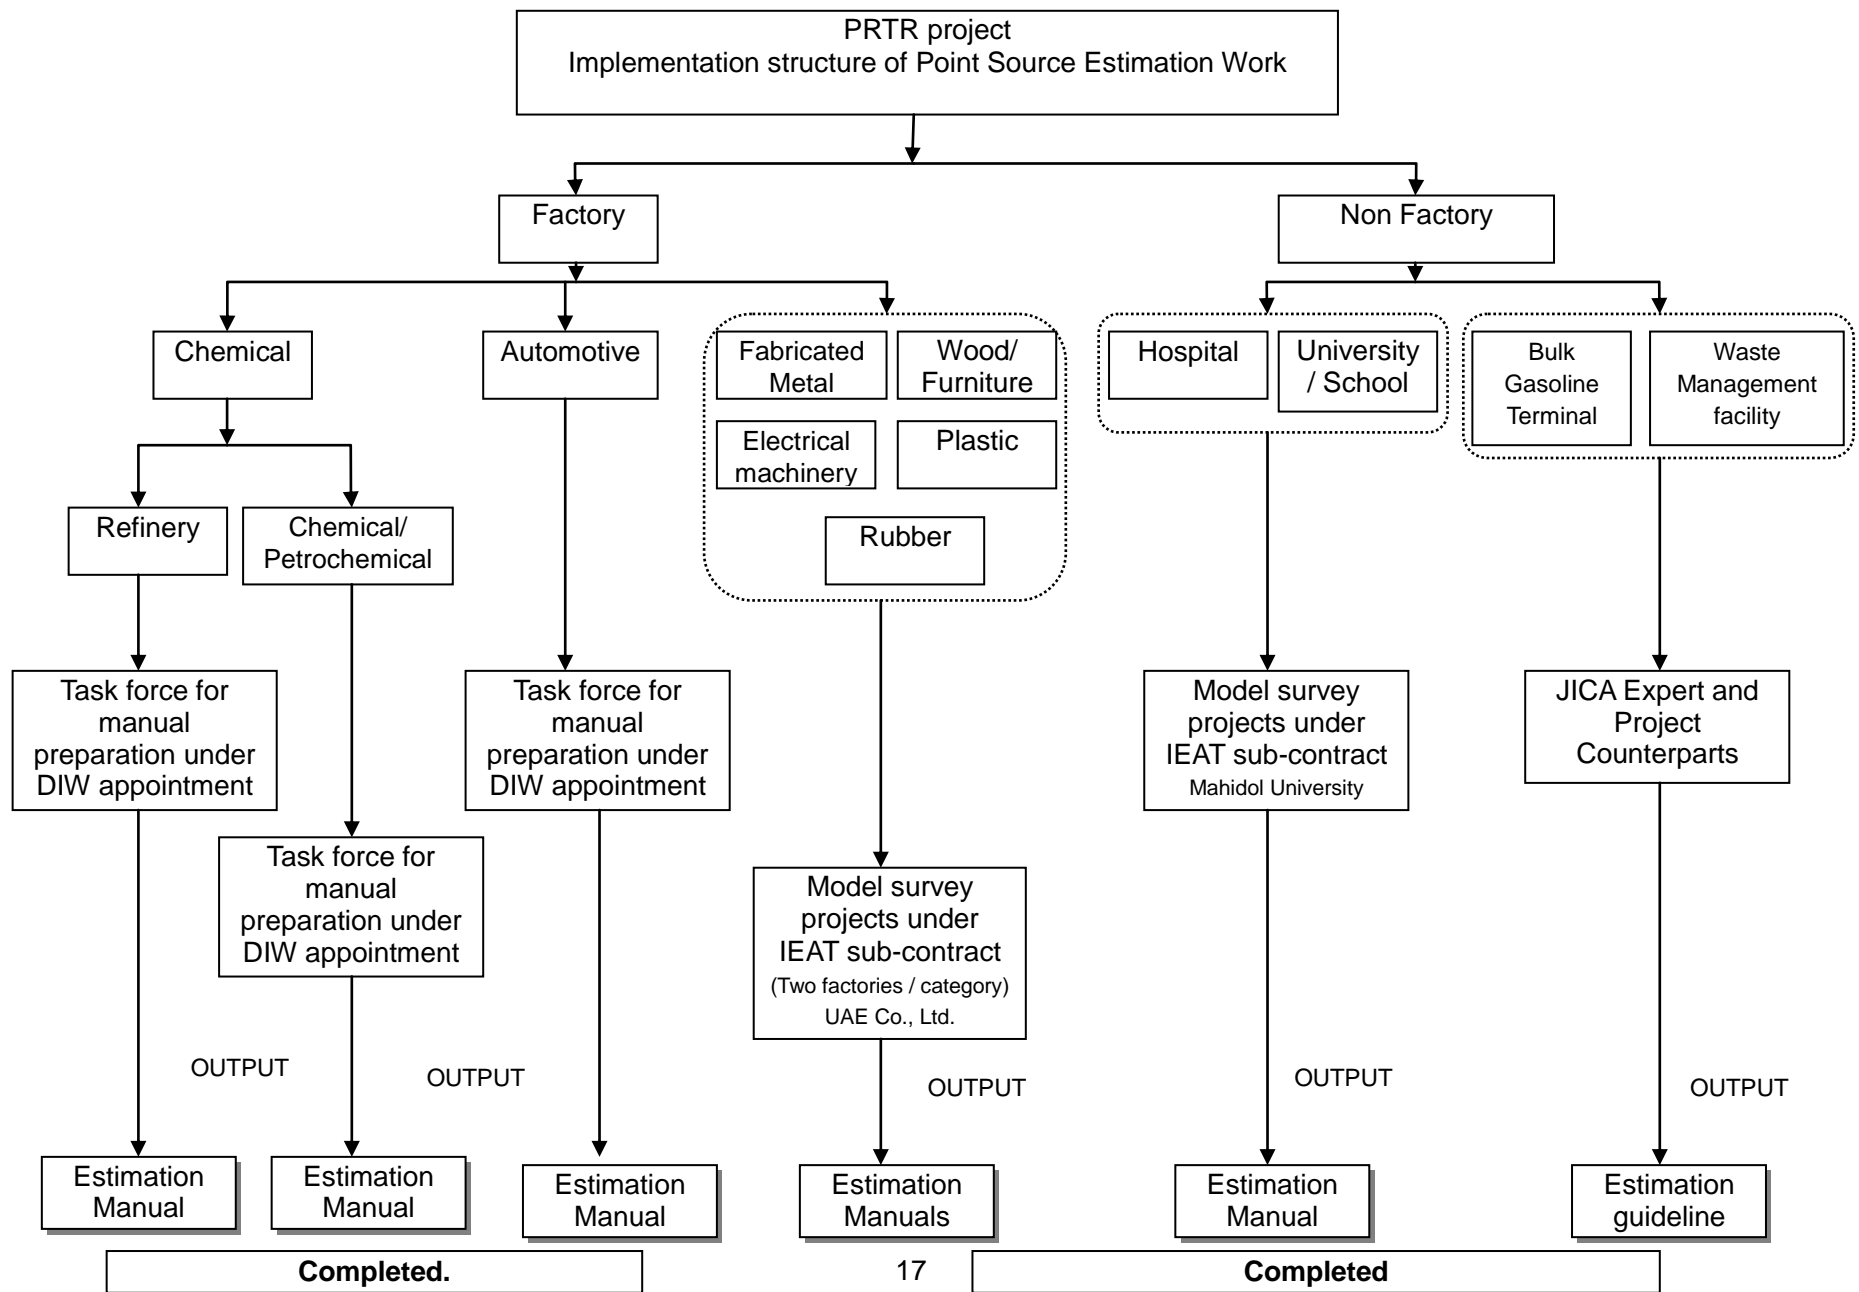 PRTR project
Implementation structure of Point Source Estimation Work
Factory
Non Factory
Chemical
Automotive
Fabricated
Metal
Wood/
Furniture
Electrical
machinery
Plastic
Rubber
Hospital
University
/ School
Bulk
Gasoline
Terminal
Waste
Management
facility
Refinery
Chemical/
Petrochemical
Task force for
manual
preparation under
DIW appointment
Task force for
manual
preparation under
DIW appointment
Task force for
manual
preparation under
DIW appointment
Model survey
projects under
IEAT sub-contract
(Two factories / category)
UAE Co., Ltd.
Model survey
projects under
IEAT sub-contract
Mahidol University
JICA Expert and
Project
Counterparts
OUTPUT
OUTPUT
OUTPUT
OUTPUT
OUTPUT
Estimation
Manual
Estimation
Manual
Estimation
Manual
Estimation
Manuals
Estimation
Manual
Estimation
guideline
Completed.
17
Completed